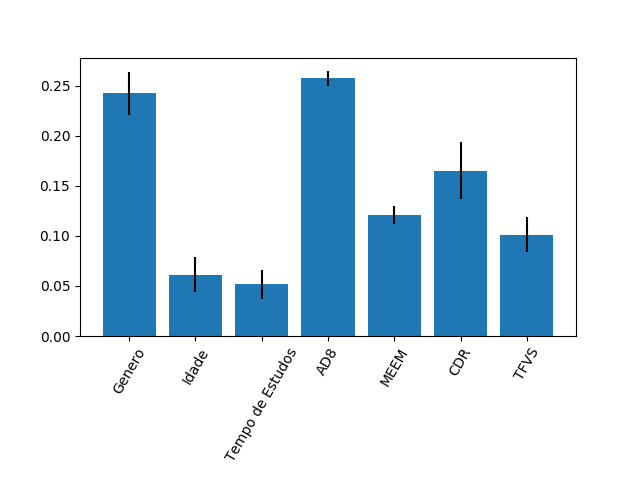 0.25
0.20
0.15
0.10
0.05
0.00
Genero
Idade
Tempo de Estudos
AD8
MEEM
CDR
TFVS